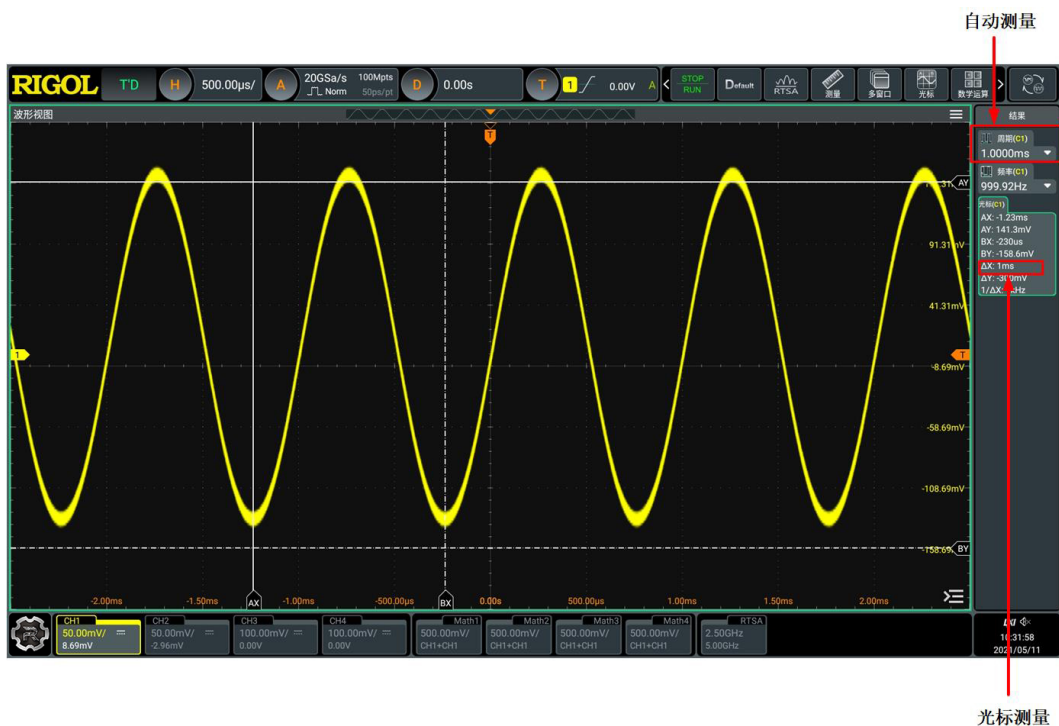 自动测量
RIGOL T'D H 500.00μs/ A 20GSa/s 100Mpts Norm 50ps/pt D 0.00s T 1 0.00V A < STOP RUN Default RTSA 测量 多窗口 光标 数学运算 >
波形视图
T
结果
周期(C1)
1.0000ms
频率(C1)
999.92Hz
光标(C1)
AX: -1.23ms
AY: 141.3mV
BX: -230us
BY: -158.6mV
ΔX: 1ms
ΔY: -300mV
AY
91.31mV
41.31mV
1
T
-8.69mV
-58.69mV
-108.69mV
-158.69 BY
-2.00ms -1.50ms AX -1.00ms -500.00μs BX 0.00s 500.00μs 1.00ms 1.50ms 2.00ms
CH1 CH2 CH3 CH4 Math1 Math2 Math3 Math4 RTSA
50.00mV/ 50.00mV/ 100.00mV/ 100.00mV/ 500.00mV/ 500.00mV/ 500.00mV/ 500.00mV/ 2.50GHz
8.69mV -2.96mV 0.00V 0.00V CH1+CH1 CH1+CH1 CH1+CH1 CH1+CH1 5.00GHz
LXI
10:31:58
2021/05/11
光标测量